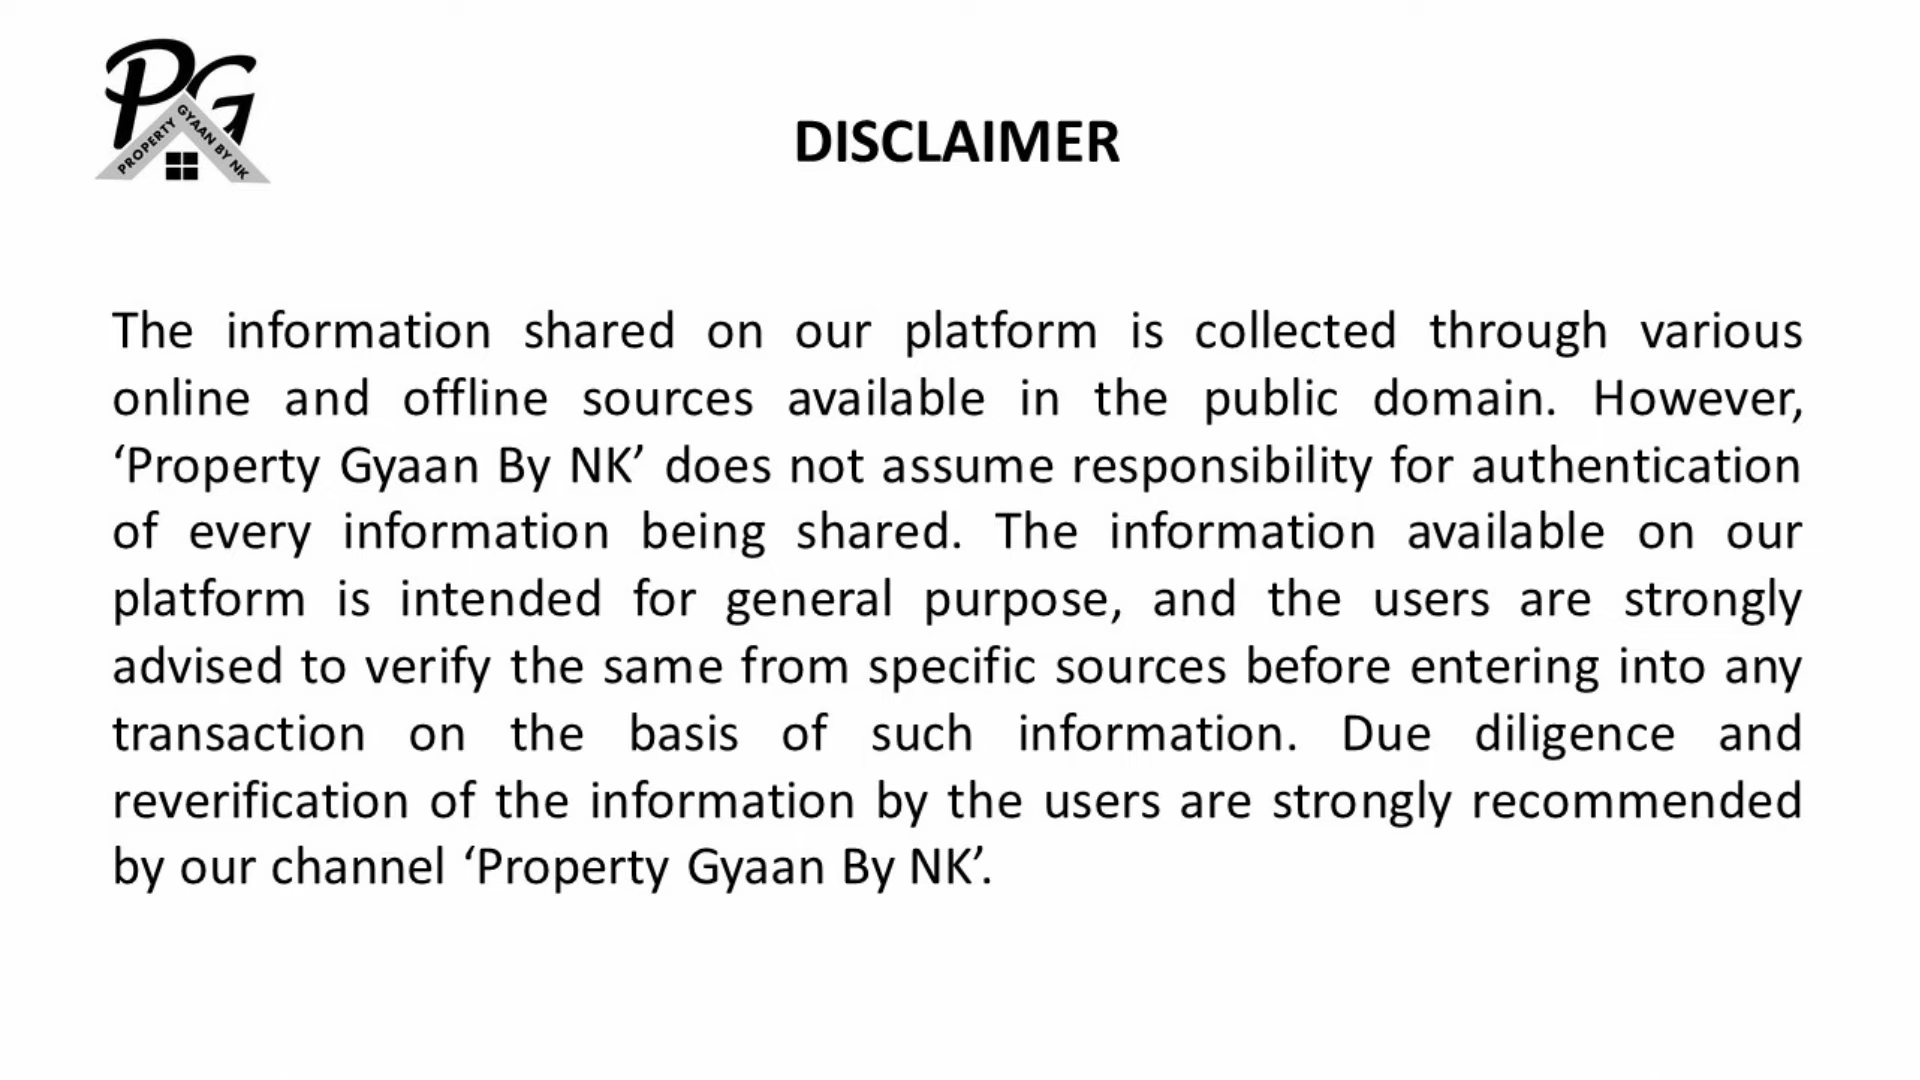 PG
PROPERTY GYAAN BY NK
DISCLAIMER
The information shared on our platform is collected through various
online and offline sources available in the public domain. However,
‘Property Gyaan By NK’ does not assume responsibility for authentication
of every information being shared. The information available on our
platform is intended for general purpose, and the users are strongly
advised to verify the same from specific sources before entering into any
transaction on the basis of such information. Due diligence and
reverification of the information by the users are strongly recommended
by our channel ‘Property Gyaan By NK’.